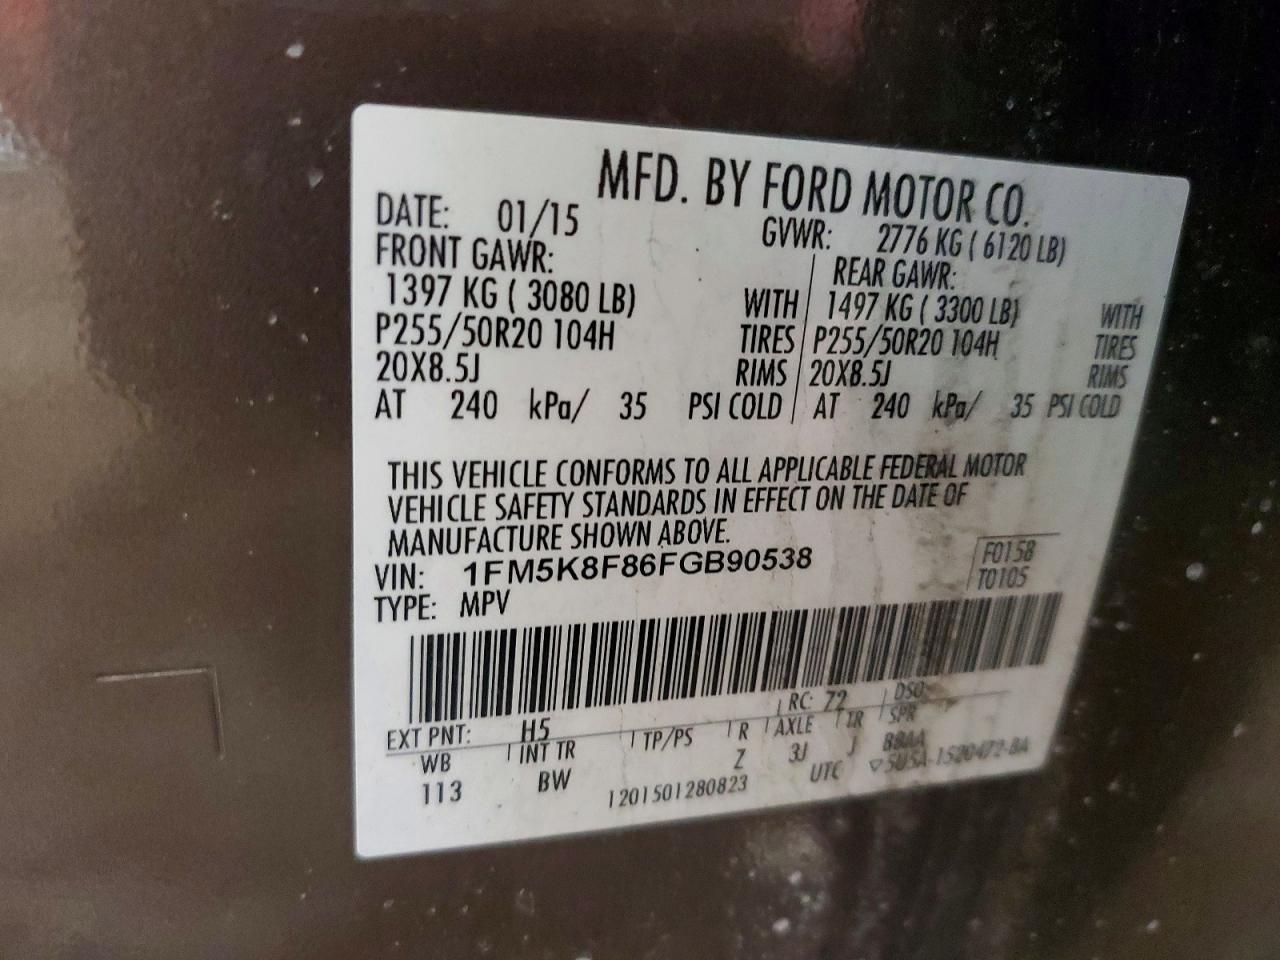 MFD. BY FORD MOTOR CO.
DATE: 01/15 GVWR: 2776 KG ( 6120 LB)
FRONT GAWR: REAR GAWR:
1397 KG ( 3080 LB) WITH 1497 KG ( 3300 LB) WITH
P255/50R20 104H TIRES P255/50R20 104H TIRES
20X8.5J RIMS 20X8.5J RIMS
AT 240 kPa/ 35 PSI COLD AT 240 kPa/ 35 PSI COLD
THIS VEHICLE CONFORMS TO ALL APPLICABLE FEDERAL MOTOR
VEHICLE SAFETY STANDARDS IN EFFECT ON THE DATE OF
MANUFACTURE SHOWN ABOVE.
VIN: 1FM5K8F86FGB90538 F0158
TYPE: MPV T0105
EXT PNT: H5 RC: 72 DSO:
WB INT TR TP/PS R AXLE TR SPR
113 BW Z 3J J BBAA
1201501280823 UTC ▽5U5A-1520472-BA